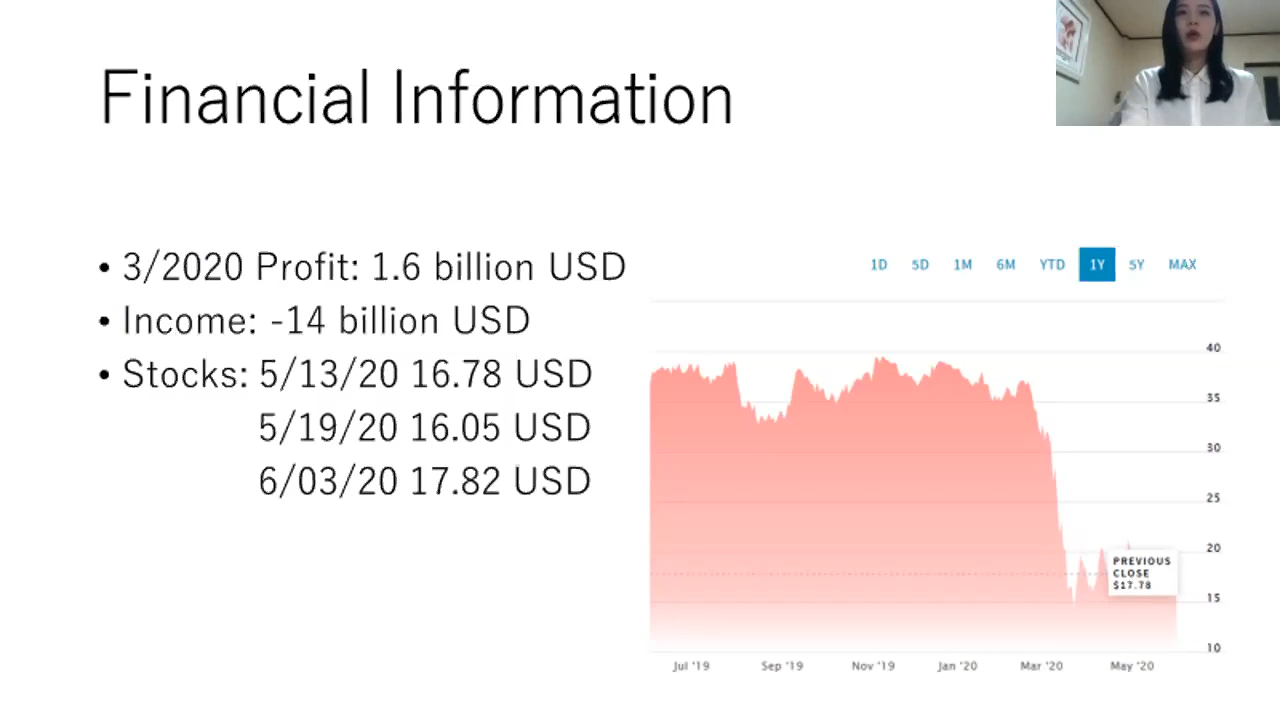 Financial Information
• 3/2020 Profit: 1.6 billion USD
• Income: -14 billion USD
• Stocks: 5/13/20 16.78 USD
5/19/20 16.05 USD
6/03/20 17.82 USD
1D 5D 1M 6M YTD 1Y 5Y MAX
40
35
30
25
20
15
10
PREVIOUS
CLOSE
$17.78
Jul '19 Sep '19 Nov '19 Jan '20 Mar '20 May '20